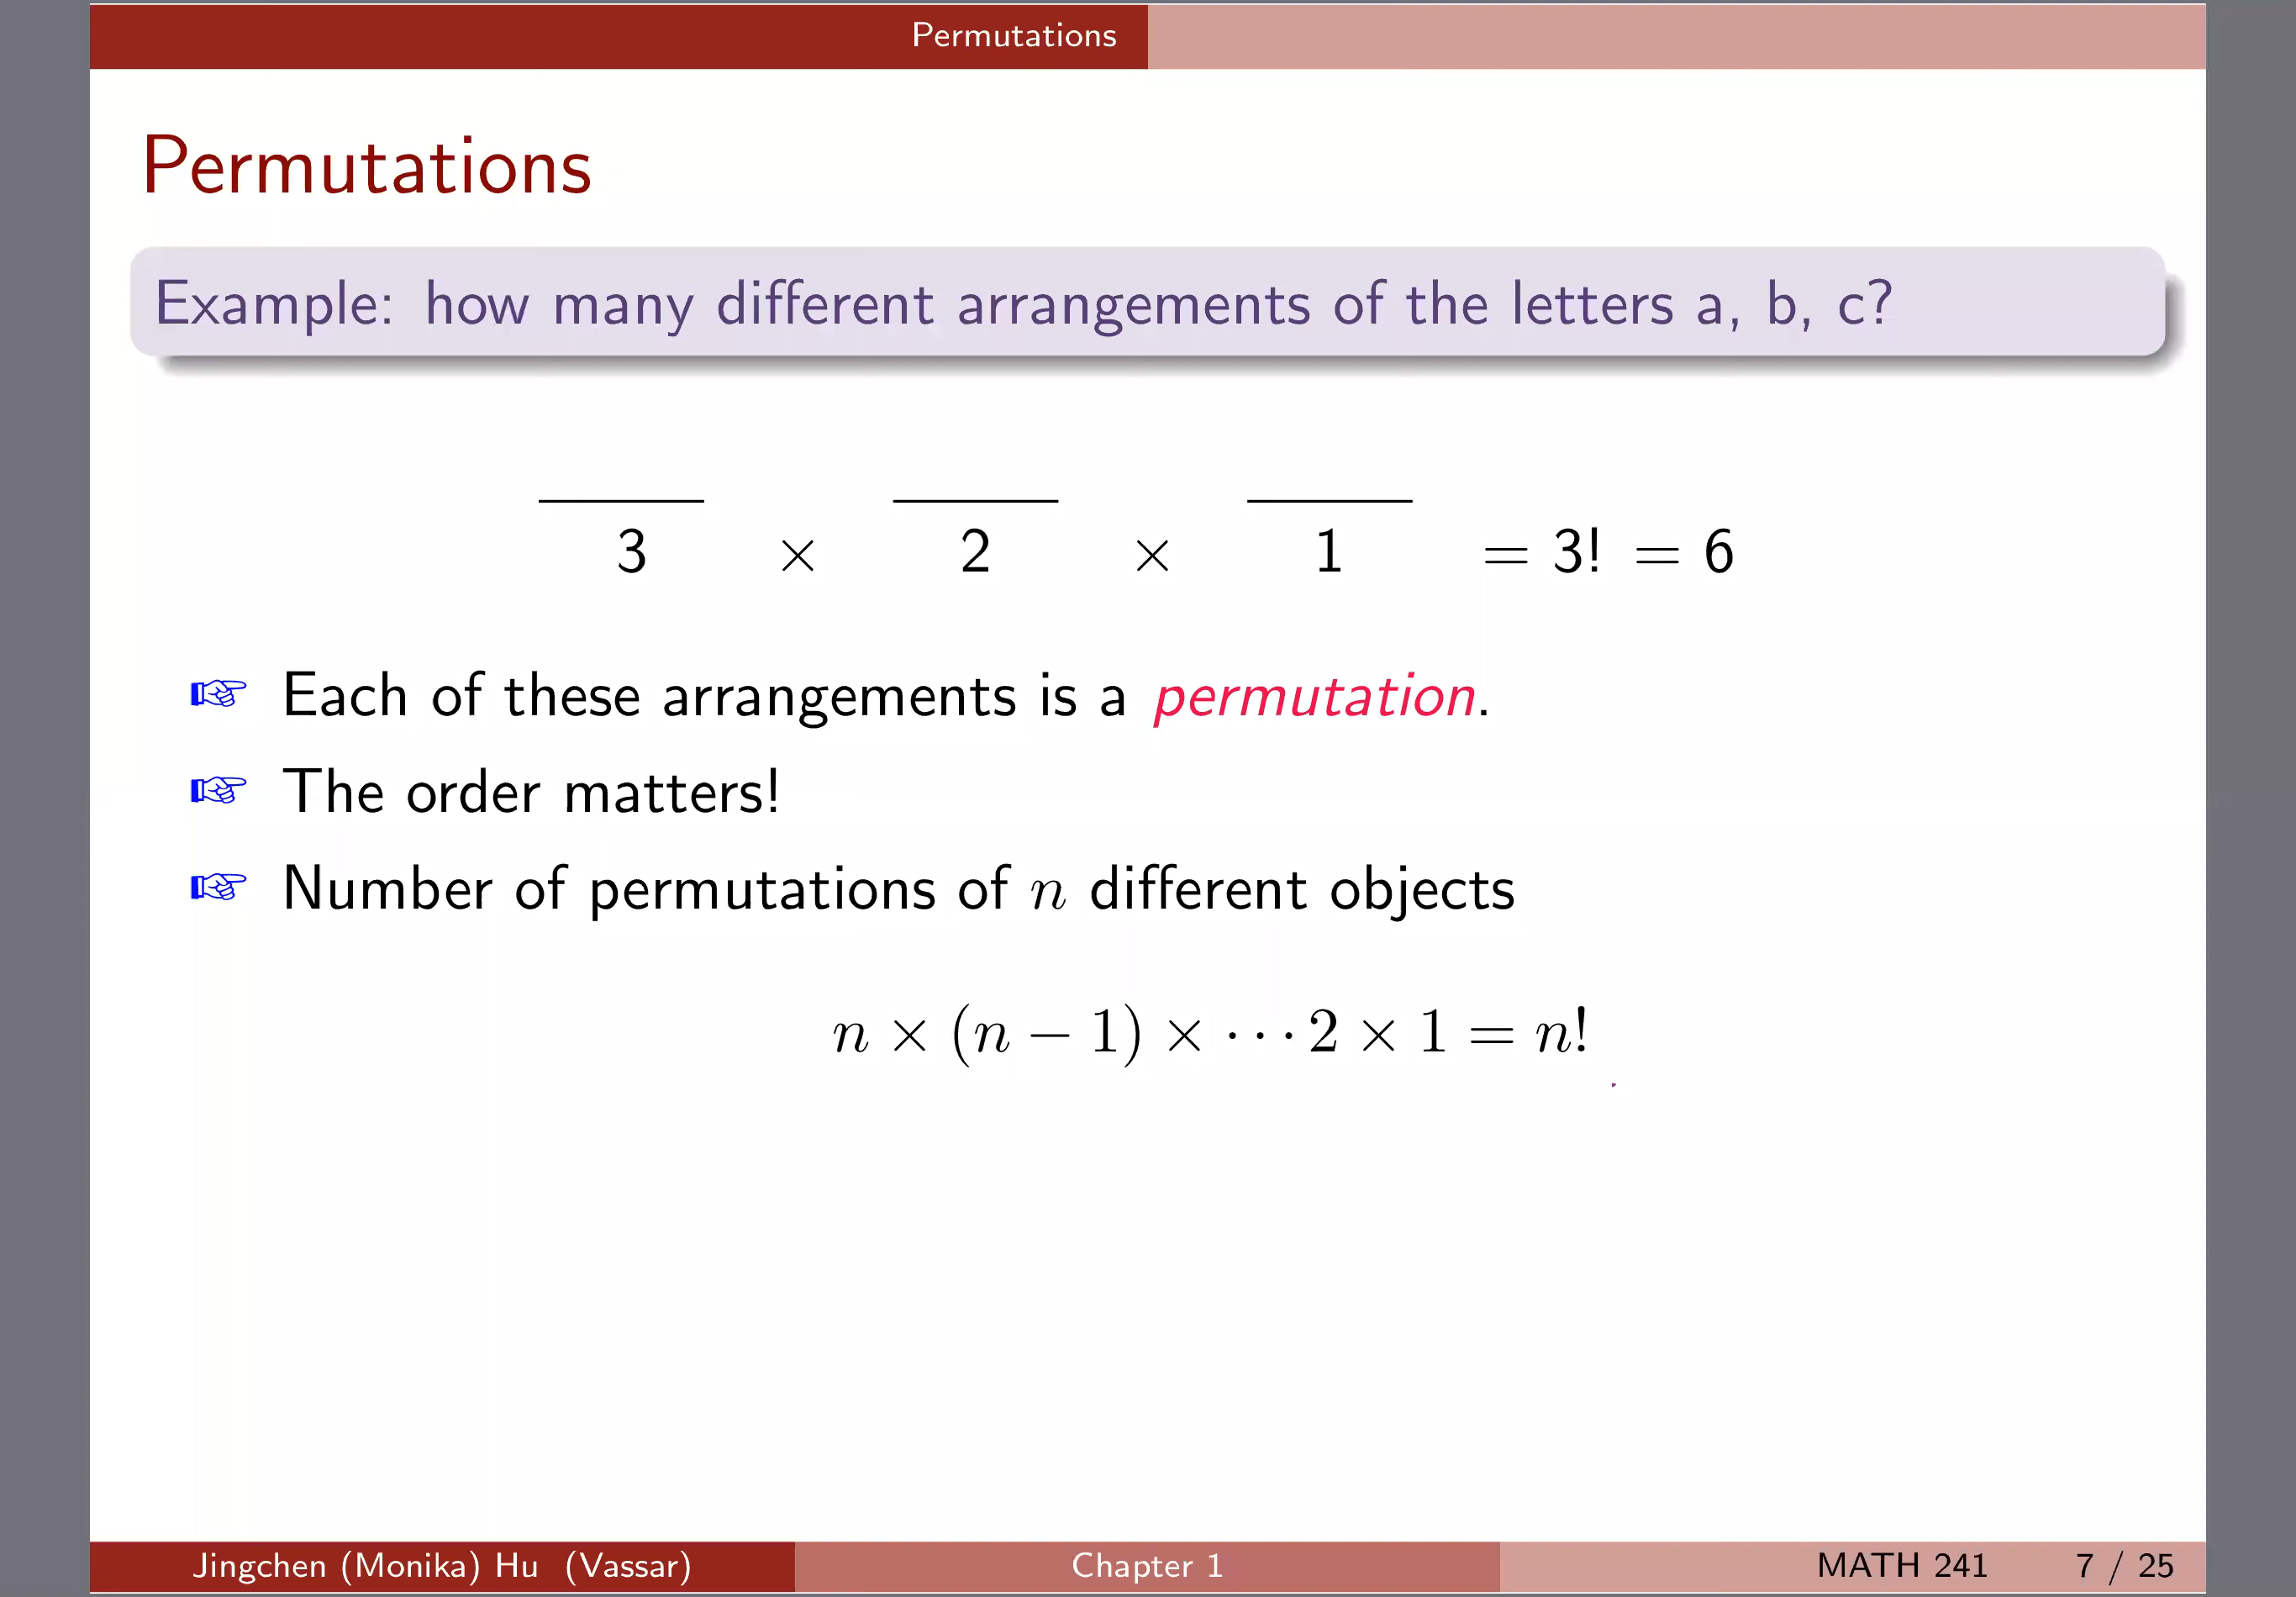 Permutations
Permutations
Example: how many different arrangements of the letters a, b, c?
3 × 2 × 1 = 3! = 6
☞ Each of these arrangements is a permutation.
☞ The order matters!
☞ Number of permutations of n different objects
n × (n − 1) × · · · 2 × 1 = n!
Jingchen (Monika) Hu (Vassar) Chapter 1 MATH 241 7 / 25